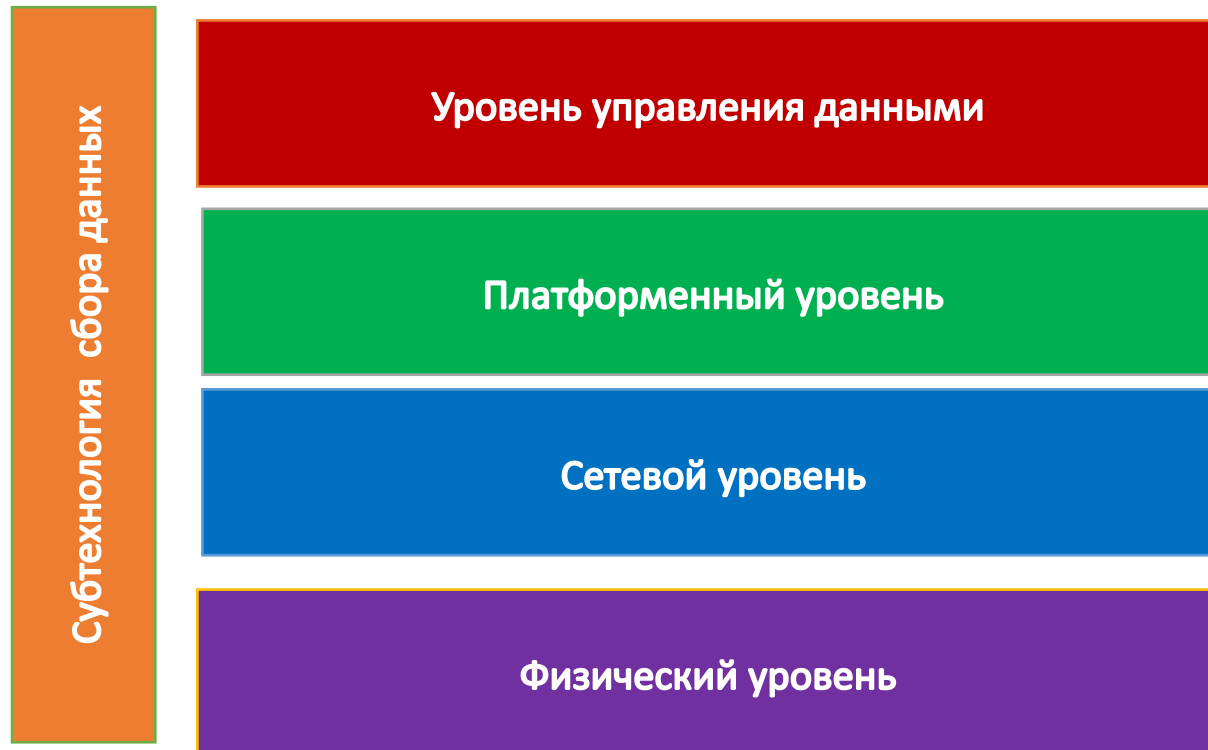 Субтехнология сбора данных
Уровень управления данными
Платформенный уровень
Сетевой уровень
Физический уровень